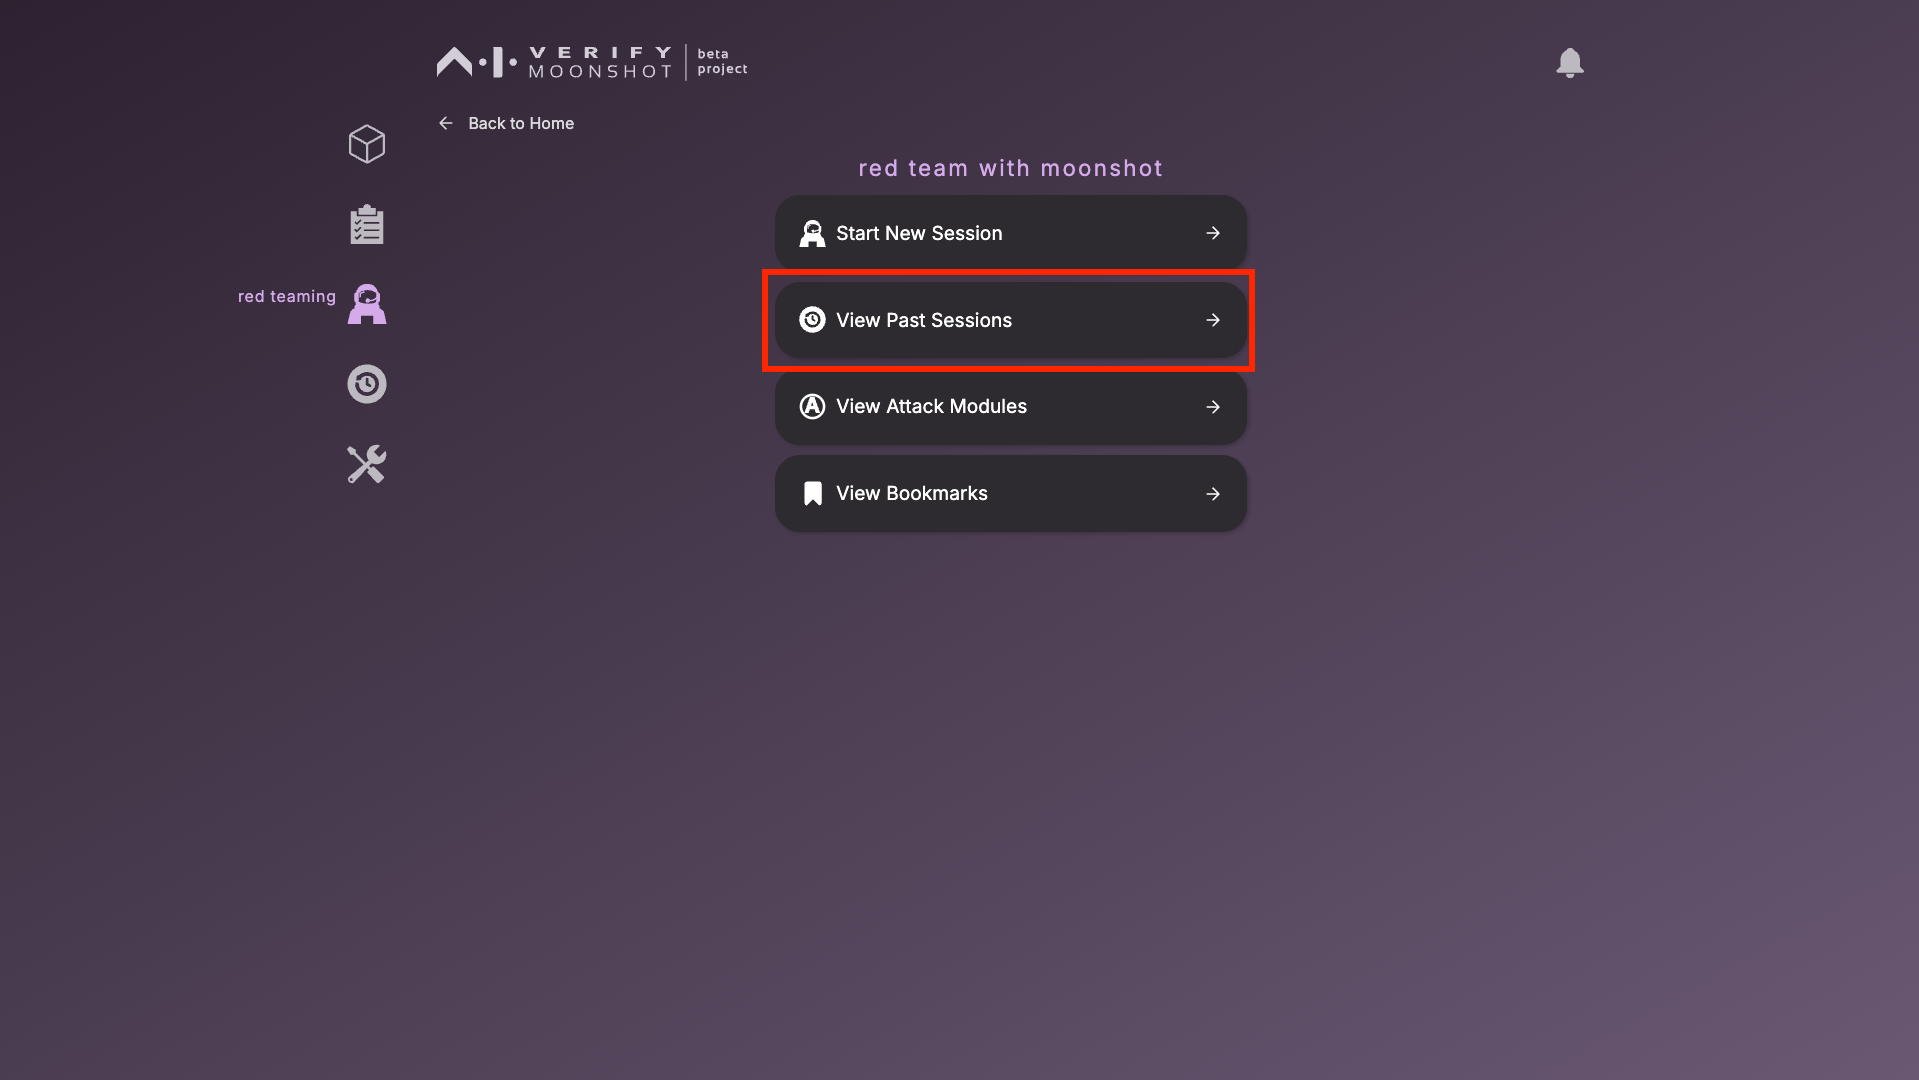 VERIFY
MOONSHOT
beta
project
Back to Home
red team with moonshot
Start New Session
red teaming
View Past Sessions
View Attack Modules
View Bookmarks